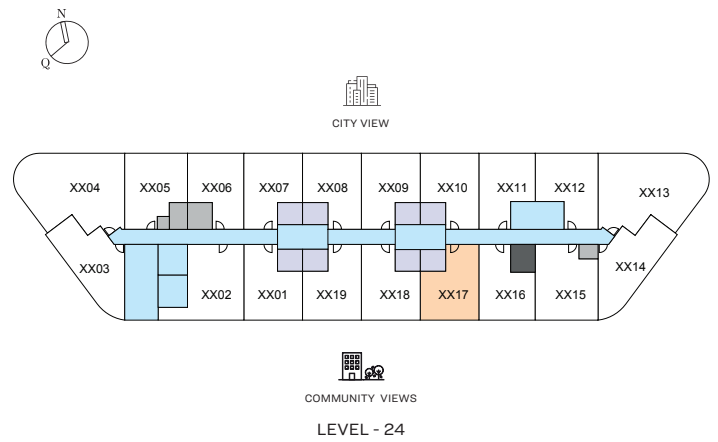 N
Q
CITY VIEW
XX04 XX05 XX06 XX07 XX08 XX09 XX10 XX11 XX12 XX13
XX03 XX14
XX02 XX01 XX19 XX18 XX17 XX16 XX15
COMMUNITY VIEWS
LEVEL - 24